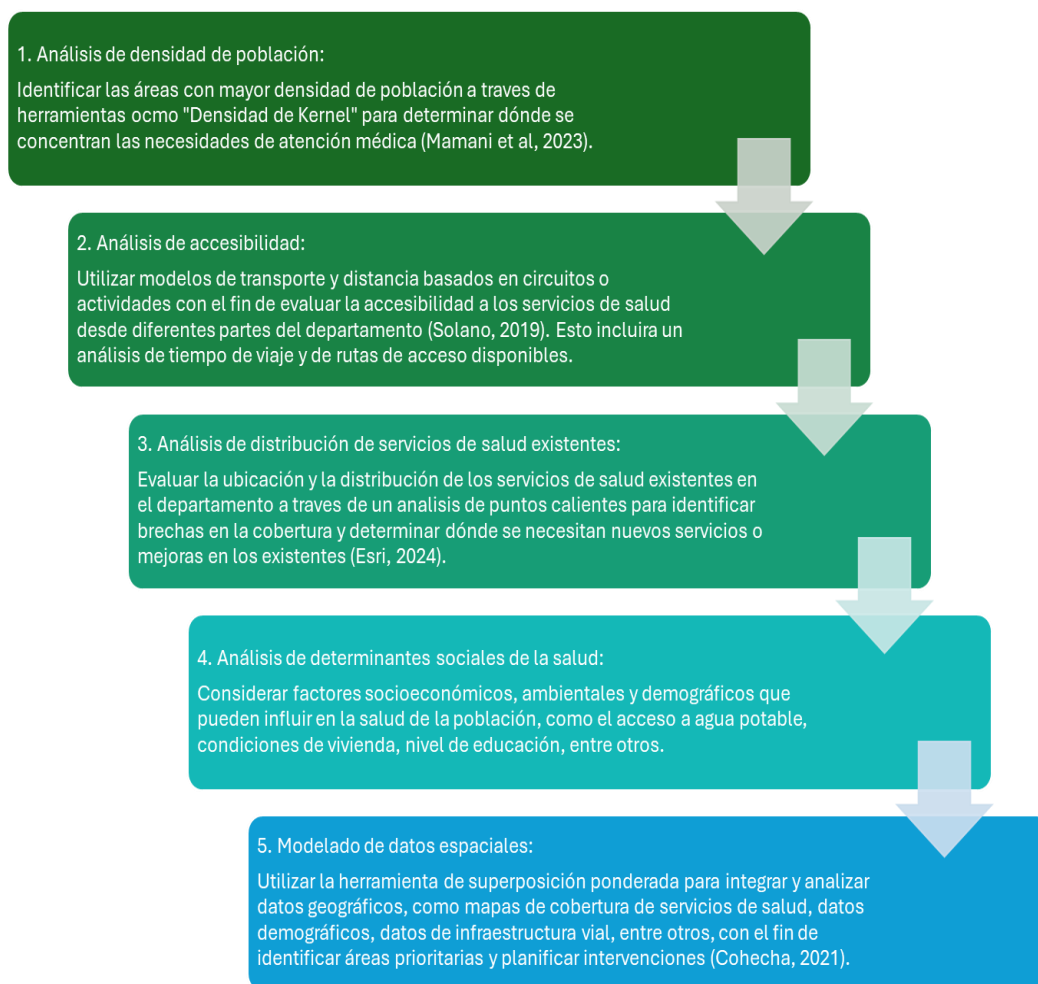 1. Análisis de densidad de población:
Identificar las áreas con mayor densidad de población a traves de
herramientas ocmo "Densidad de Kernel" para determinar dónde se
concentran las necesidades de atención médica (Mamani et al, 2023).
2. Análisis de accesibilidad:
Utilizar modelos de transporte y distancia basados en circuitos o
actividades con el fin de evaluar la accesibilidad a los servicios de salud
desde diferentes partes del departamento (Solano, 2019). Esto incluira un
análisis de tiempo de viaje y de rutas de acceso disponibles.
3. Análisis de distribución de servicios de salud existentes:
Evaluar la ubicación y la distribución de los servicios de salud existentes en
el departamento a traves de un analisis de puntos calientes para identificar
brechas en la cobertura y determinar dónde se necesitan nuevos servicios o
mejoras en los existentes (Esri, 2024).
4. Análisis de determinantes sociales de la salud:
Considerar factores socioeconómicos, ambientales y demográficos que
pueden influir en la salud de la población, como el acceso a agua potable,
condiciones de vivienda, nivel de educación, entre otros.
5. Modelado de datos espaciales:
Utilizar la herramienta de superposición ponderada para integrar y analizar
datos geográficos, como mapas de cobertura de servicios de salud, datos
demográficos, datos de infraestructura vial, entre otros, con el fin de
identificar áreas prioritarias y planificar intervenciones (Cohecha, 2021).